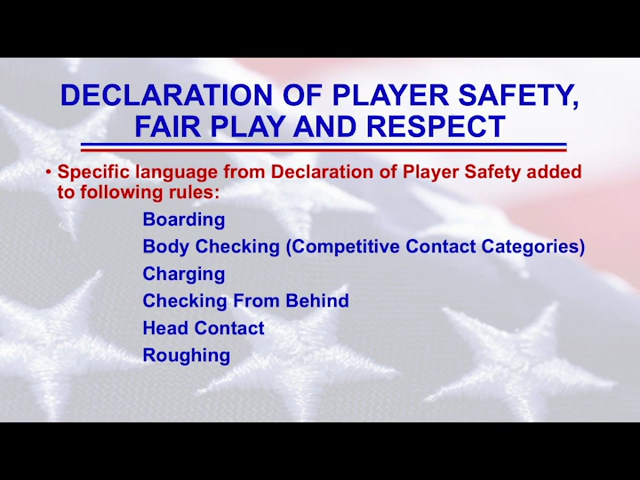 DECLARATION OF PLAYER SAFETY,
FAIR PLAY AND RESPECT
• Specific language from Declaration of Player Safety added
to following rules:
Boarding
Body Checking (Competitive Contact Categories)
Charging
Checking From Behind
Head Contact
Roughing